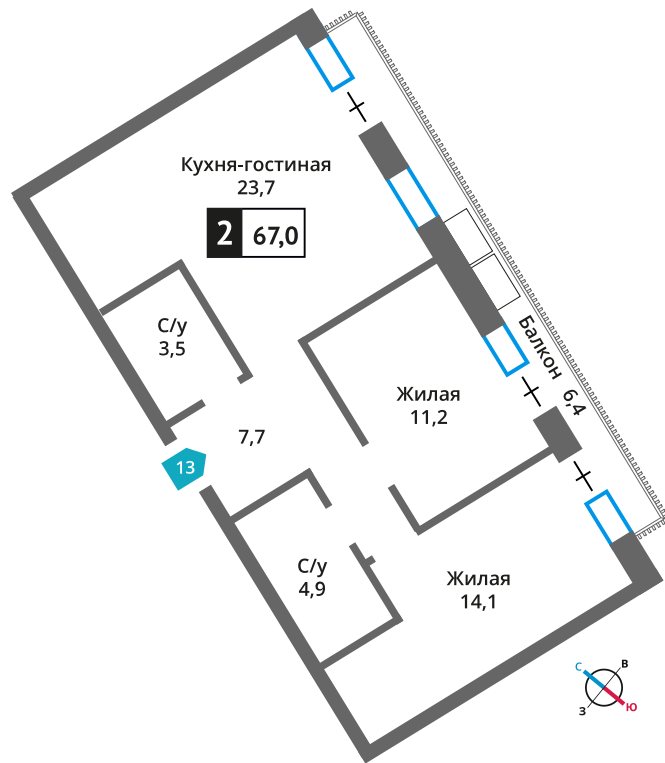 Кухня-гостиная
23,7
2 67,0
С/у
3,5
Балкон 6,4
Жилая
11,2
7,7
13
С/у
4,9
Жилая
14,1
С
В
З
Ю